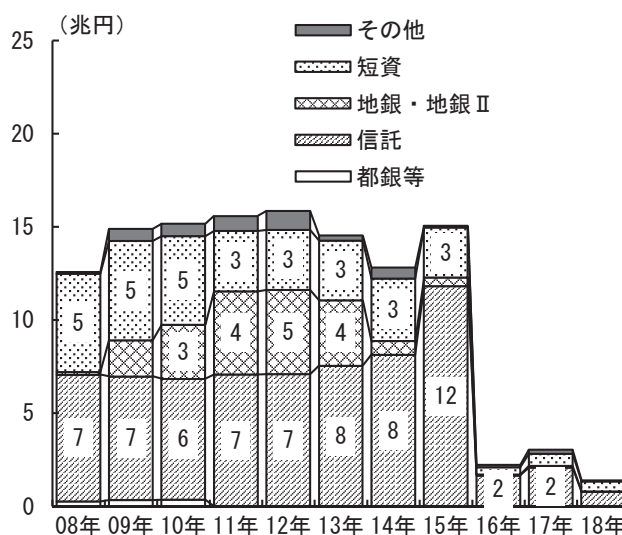 （兆円）
25
20
15
10
5
0
その他
短資
地銀・地銀Ⅱ
信託
都銀等
5 5 5 3 3 3 3 3
3 4 5 4
7 7 6 7 7 8 8 12 2 2
08年 09年 10年 11年 12年 13年 14年 15年 16年 17年 18年